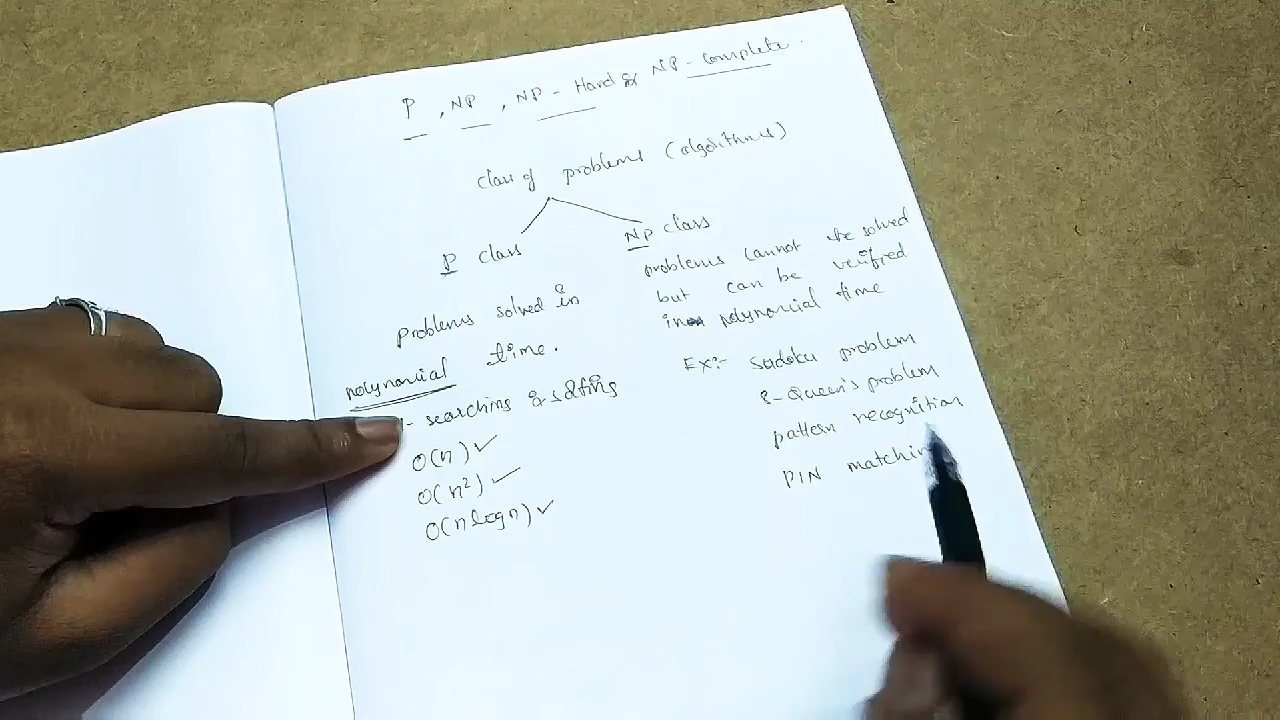 P , NP , NP - Hard & NP - Complete.
class of problems (algorithms)
P class
problems solved in
polynomial time.
- searching & sorting
O(n) ✓
O(n²) ✓
O(n logn) ✓
NP class
problems cannot be solved
but can be verified
in polynomial time
Ex:- Sudoku problem
8-Queen's problem
pattern recognition
PIN matchin